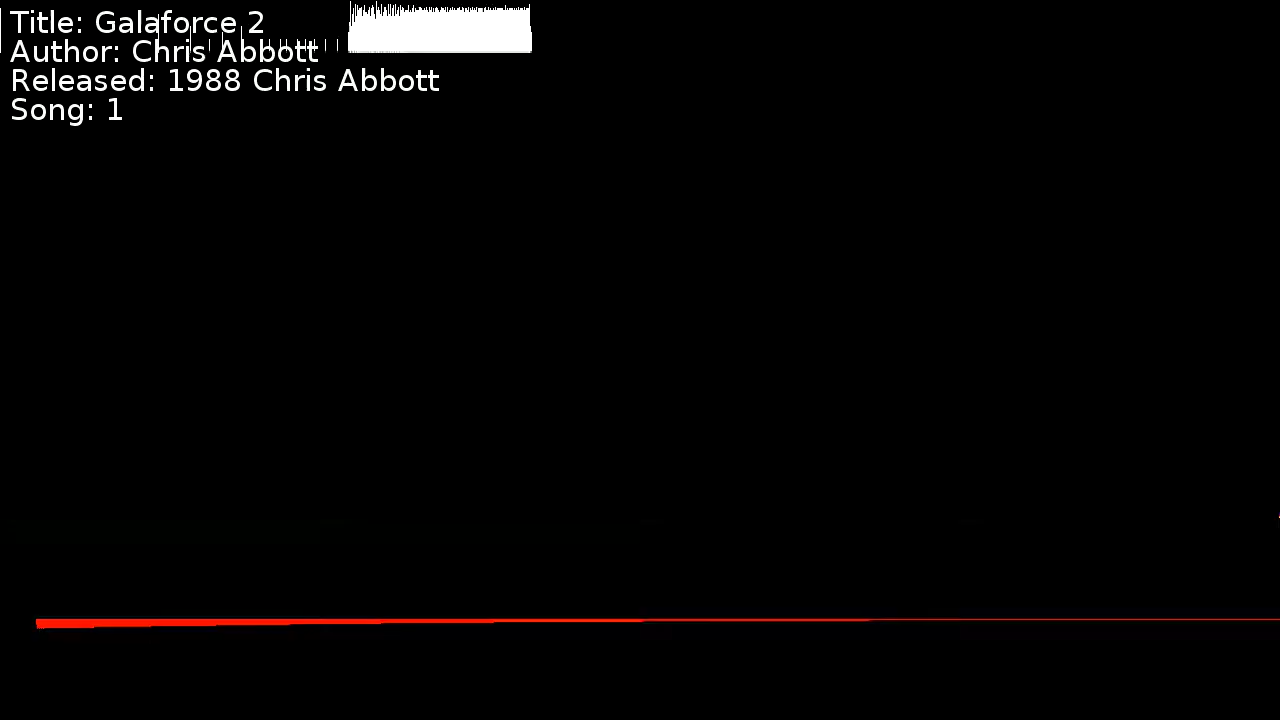 Title: Galaforce 2
Author: Chris Abbott
Released: 1988 Chris Abbott
Song: 1